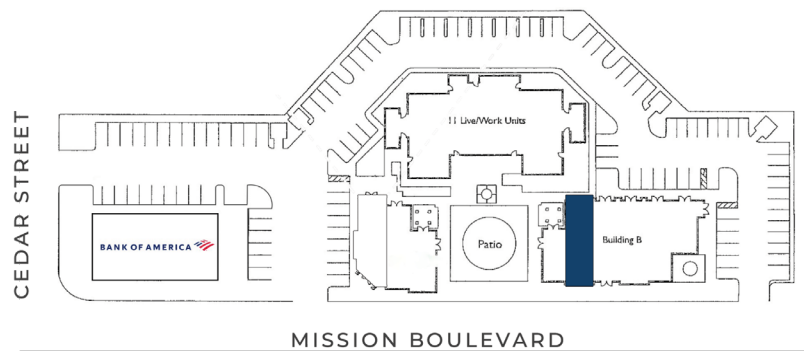 CEDAR STREET
11 Live/Work Units
BANK OF AMERICA
Patio
Building B
MISSION BOULEVARD